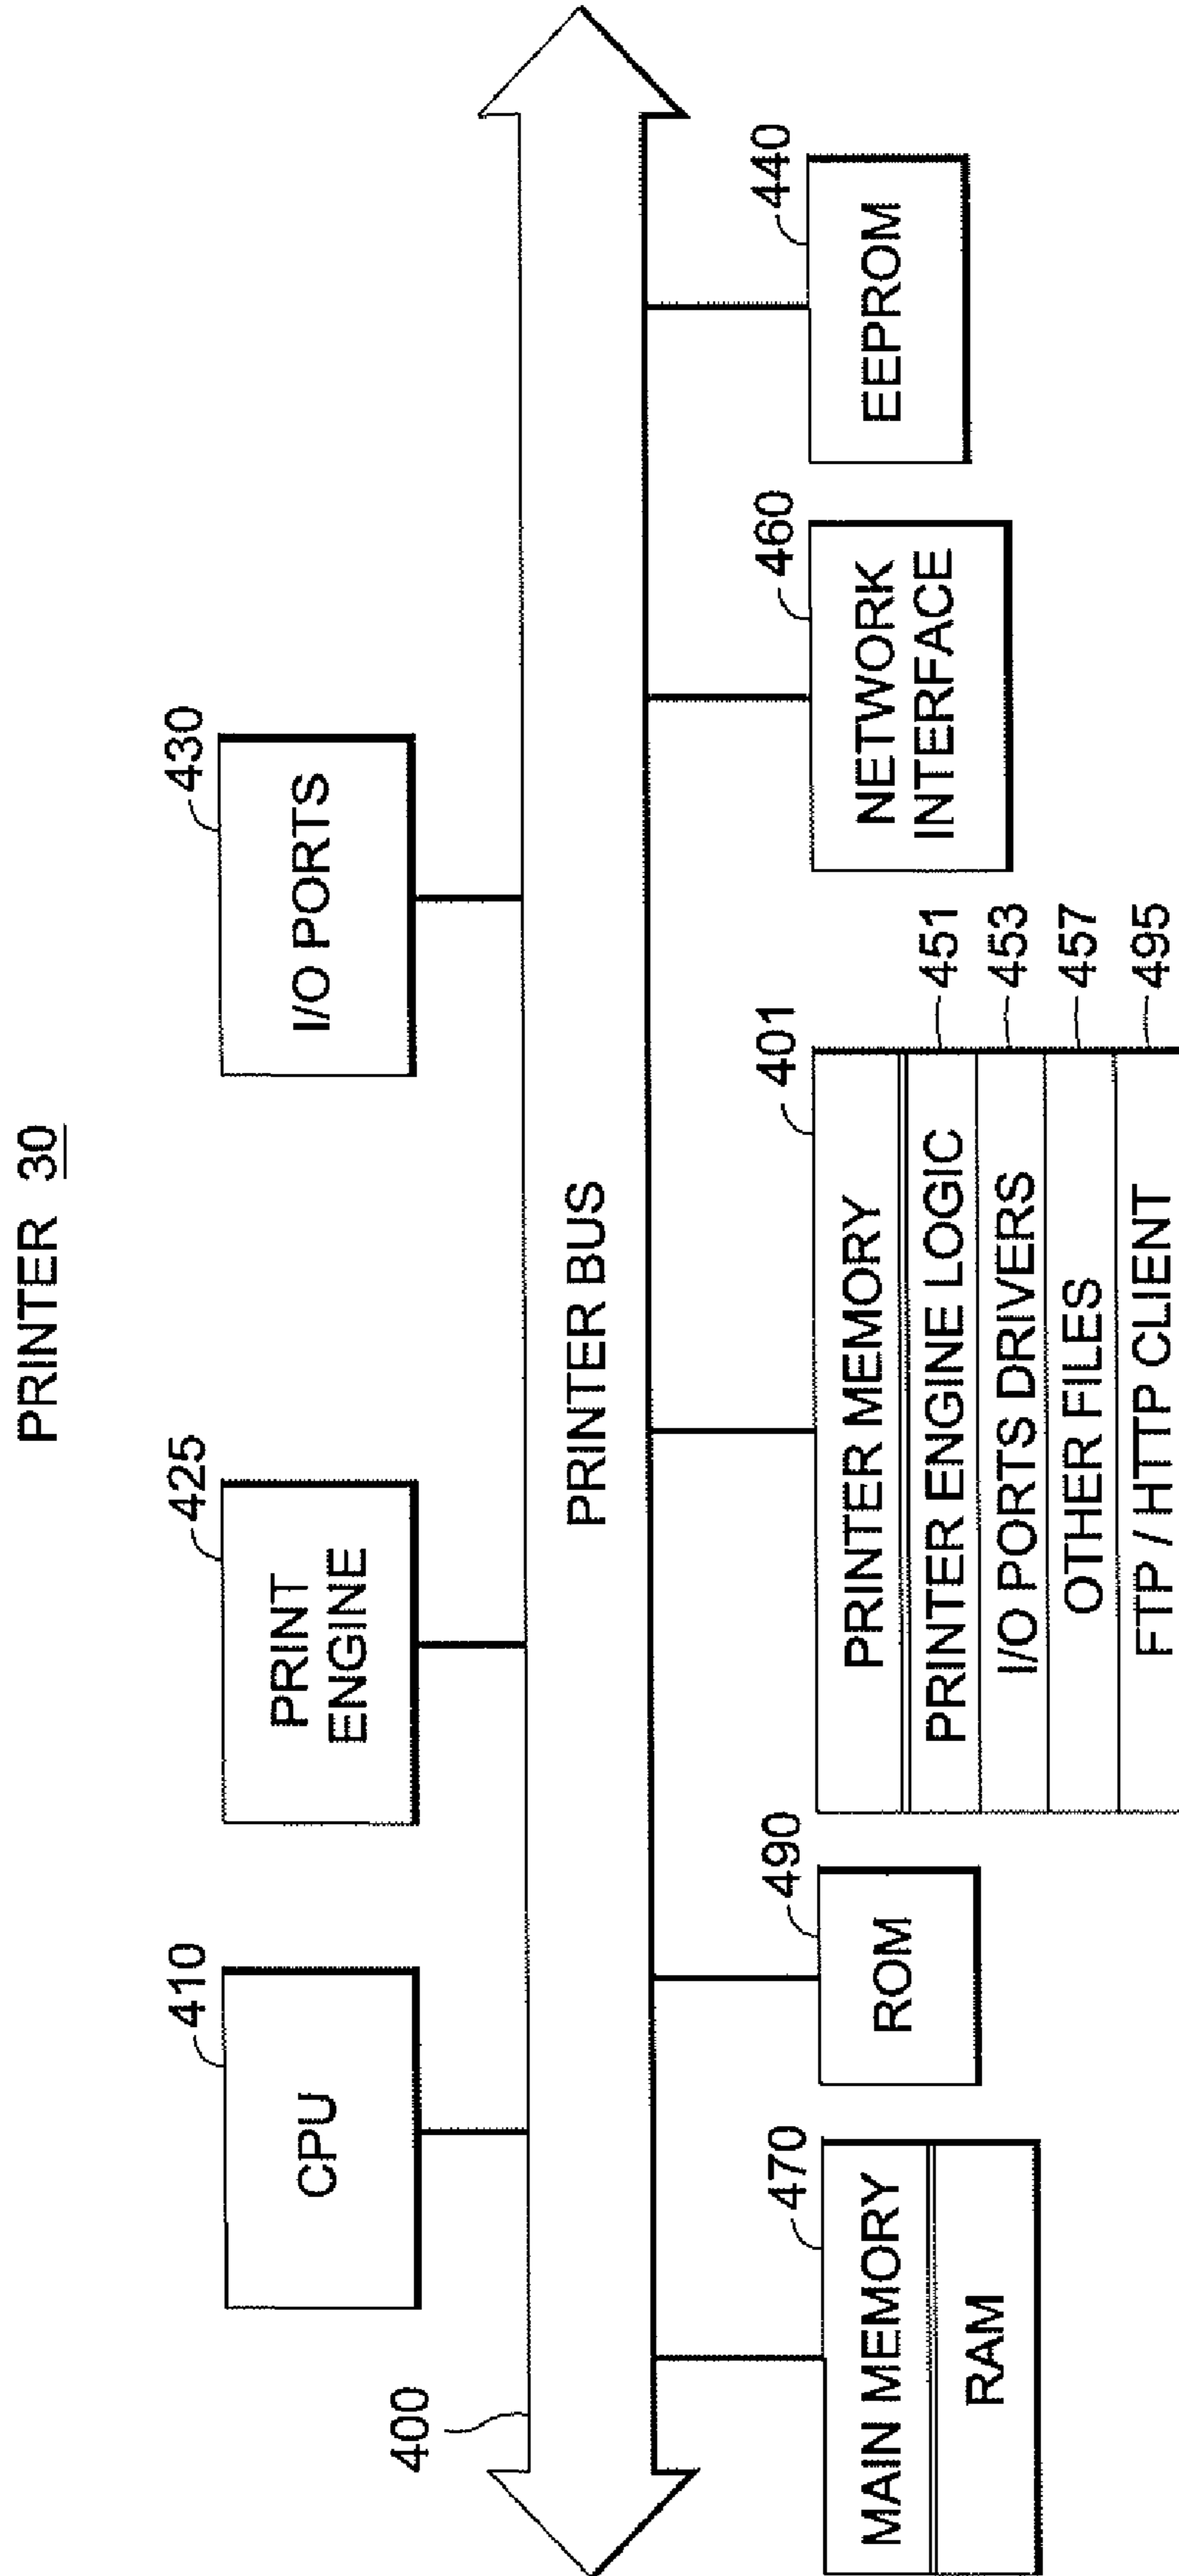 PRINTER 30
410
CPU
425
PRINT
ENGINE
430
I/O PORTS
400
PRINTER BUS
470
MAIN MEMORY
RAM
490
ROM
401
PRINTER MEMORY
PRINTER ENGINE LOGIC
451
I/O PORTS DRIVERS
453
OTHER FILES
457
FTP / HTTP CLIENT
495
460
NETWORK
INTERFACE
440
EEPROM